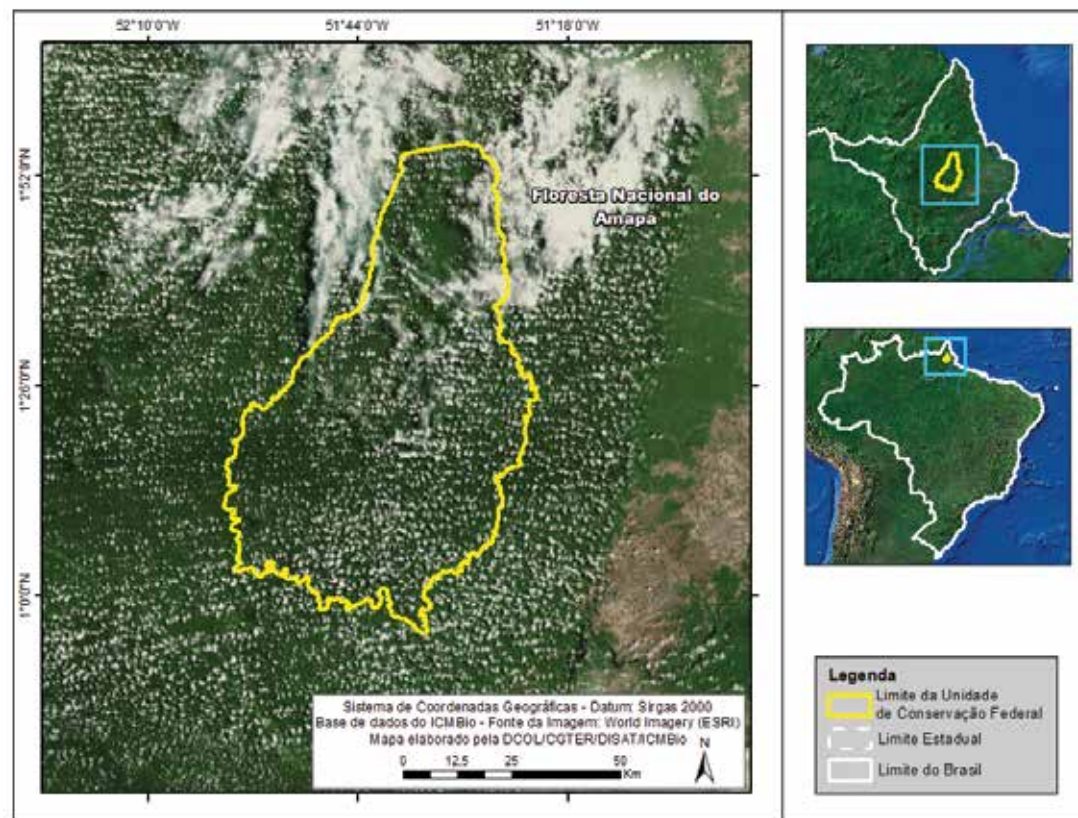 52°10'0"W
51°44'0"W
51°18'0"W
1°52'0"N
1°26'0"N
1°0'0"N
Floresta Nacional do
Amapá
Sistema de Coordenadas Geográficas - Datum: Sirgas 2000
Base de dados do ICMBio - Fonte da Imagem: World Imagery (ESRI)
Mapa elaborado pela DCOL/CGTER/DISAT/ICMBio
N
0 12.5 25 50
Km
Legenda
Limite da Unidade
de Conservação Federal
Limite Estadual
Limite do Brasil